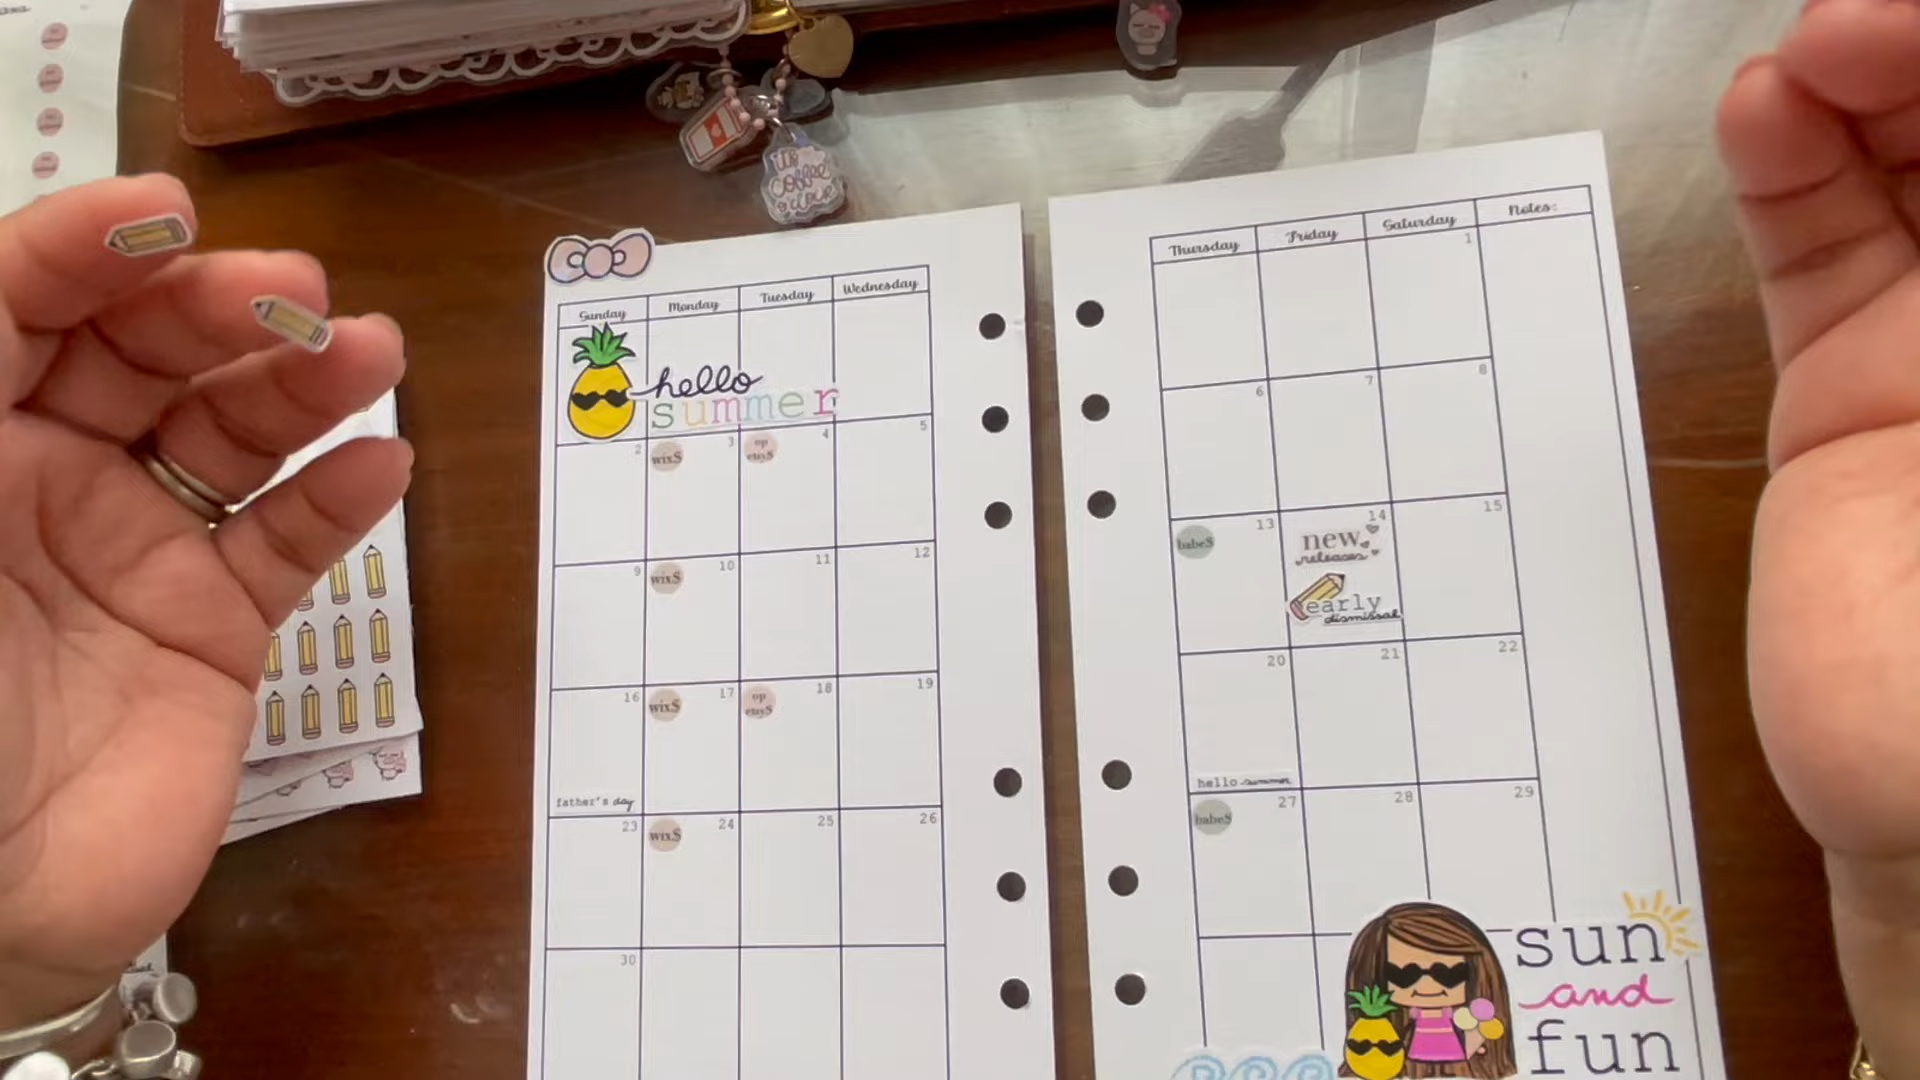 it's
coffee
o'clock
Sunday Monday Tuesday Wednesday
hello
summer
2 3 4 5
wixS
op
etsyS
9 10 11 12
wixS
16 17 18 19
wixS
op
etsyS
father's day
23 24 25 26
wixS
30
Thursday Friday Saturday Notes:
1
6 7 8
13 14 15
babeS
new
releases
early
dismissal
20 21 22
hello summer
27 28 29
babeS
sun
and
fun